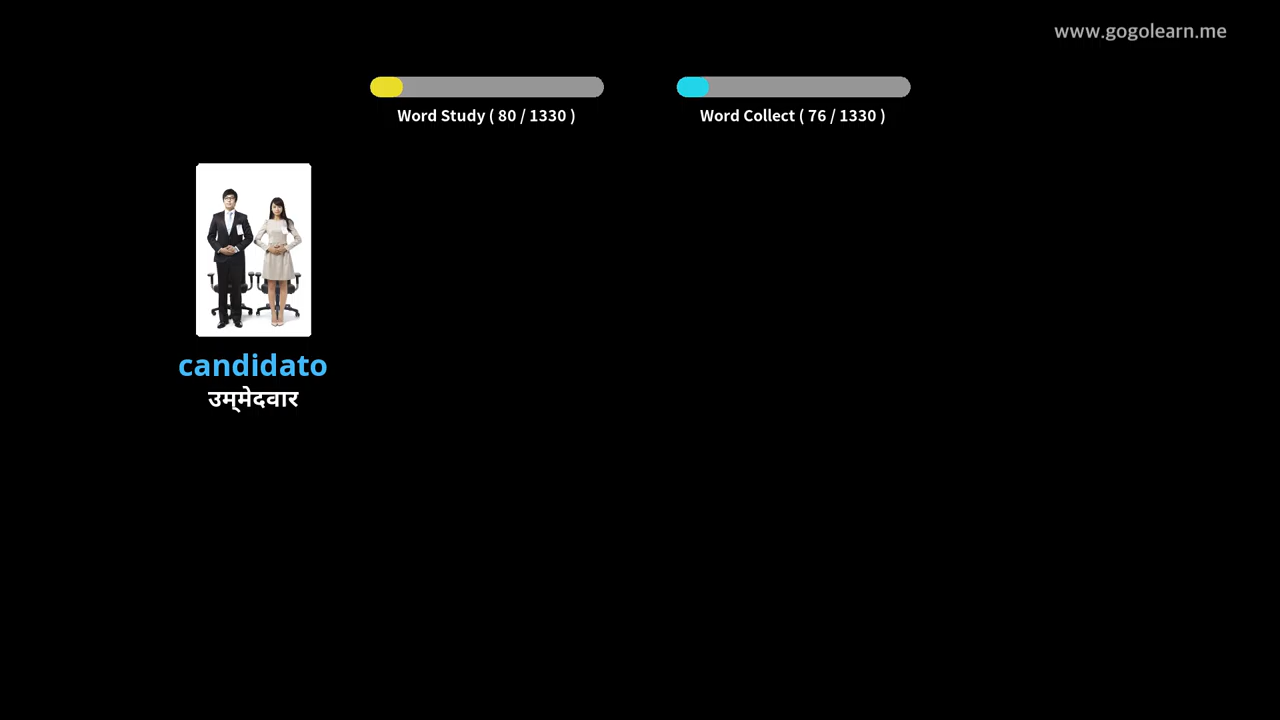 www.gogolearn.me
Word Study ( 80 / 1330 )
Word Collect ( 76 / 1330 )
candidato
उम्मेदवार